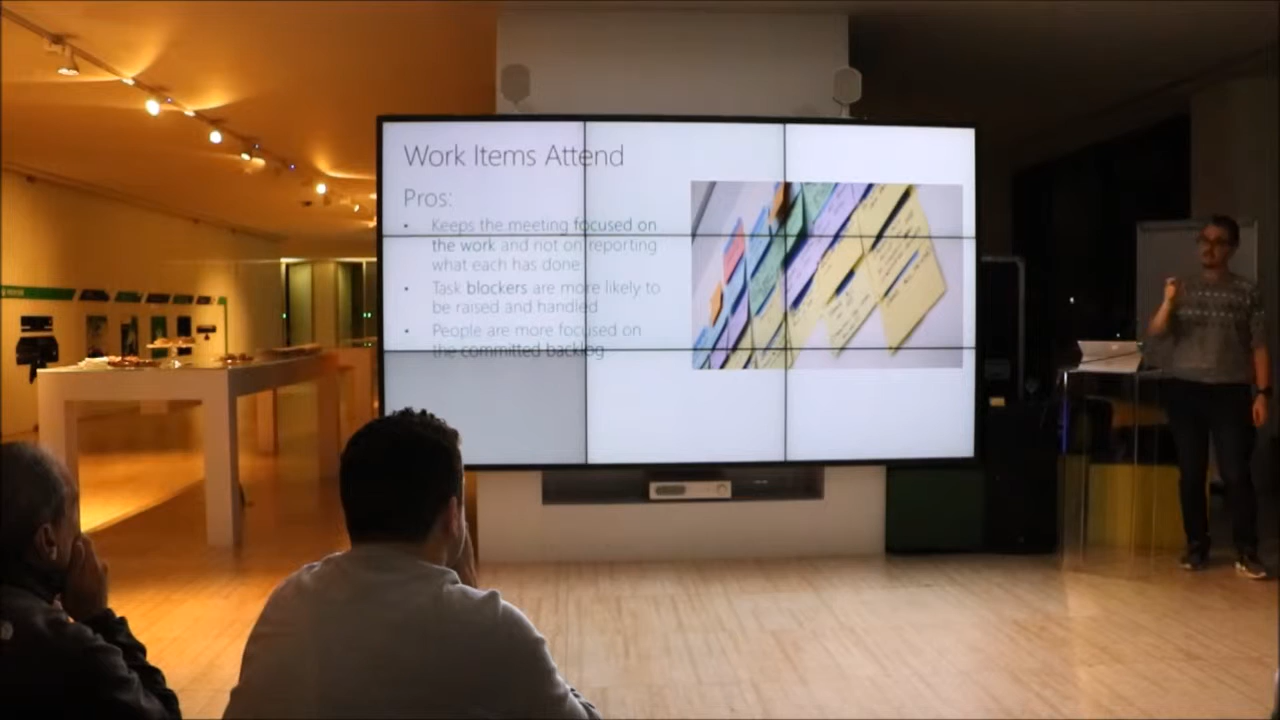 Work Items Attend
Pros:
• Keeps the meeting focused on
the work and not on reporting
what each has done
• Task blockers are more likely to
be raised and handled
• People are more focused on
the committed backlog